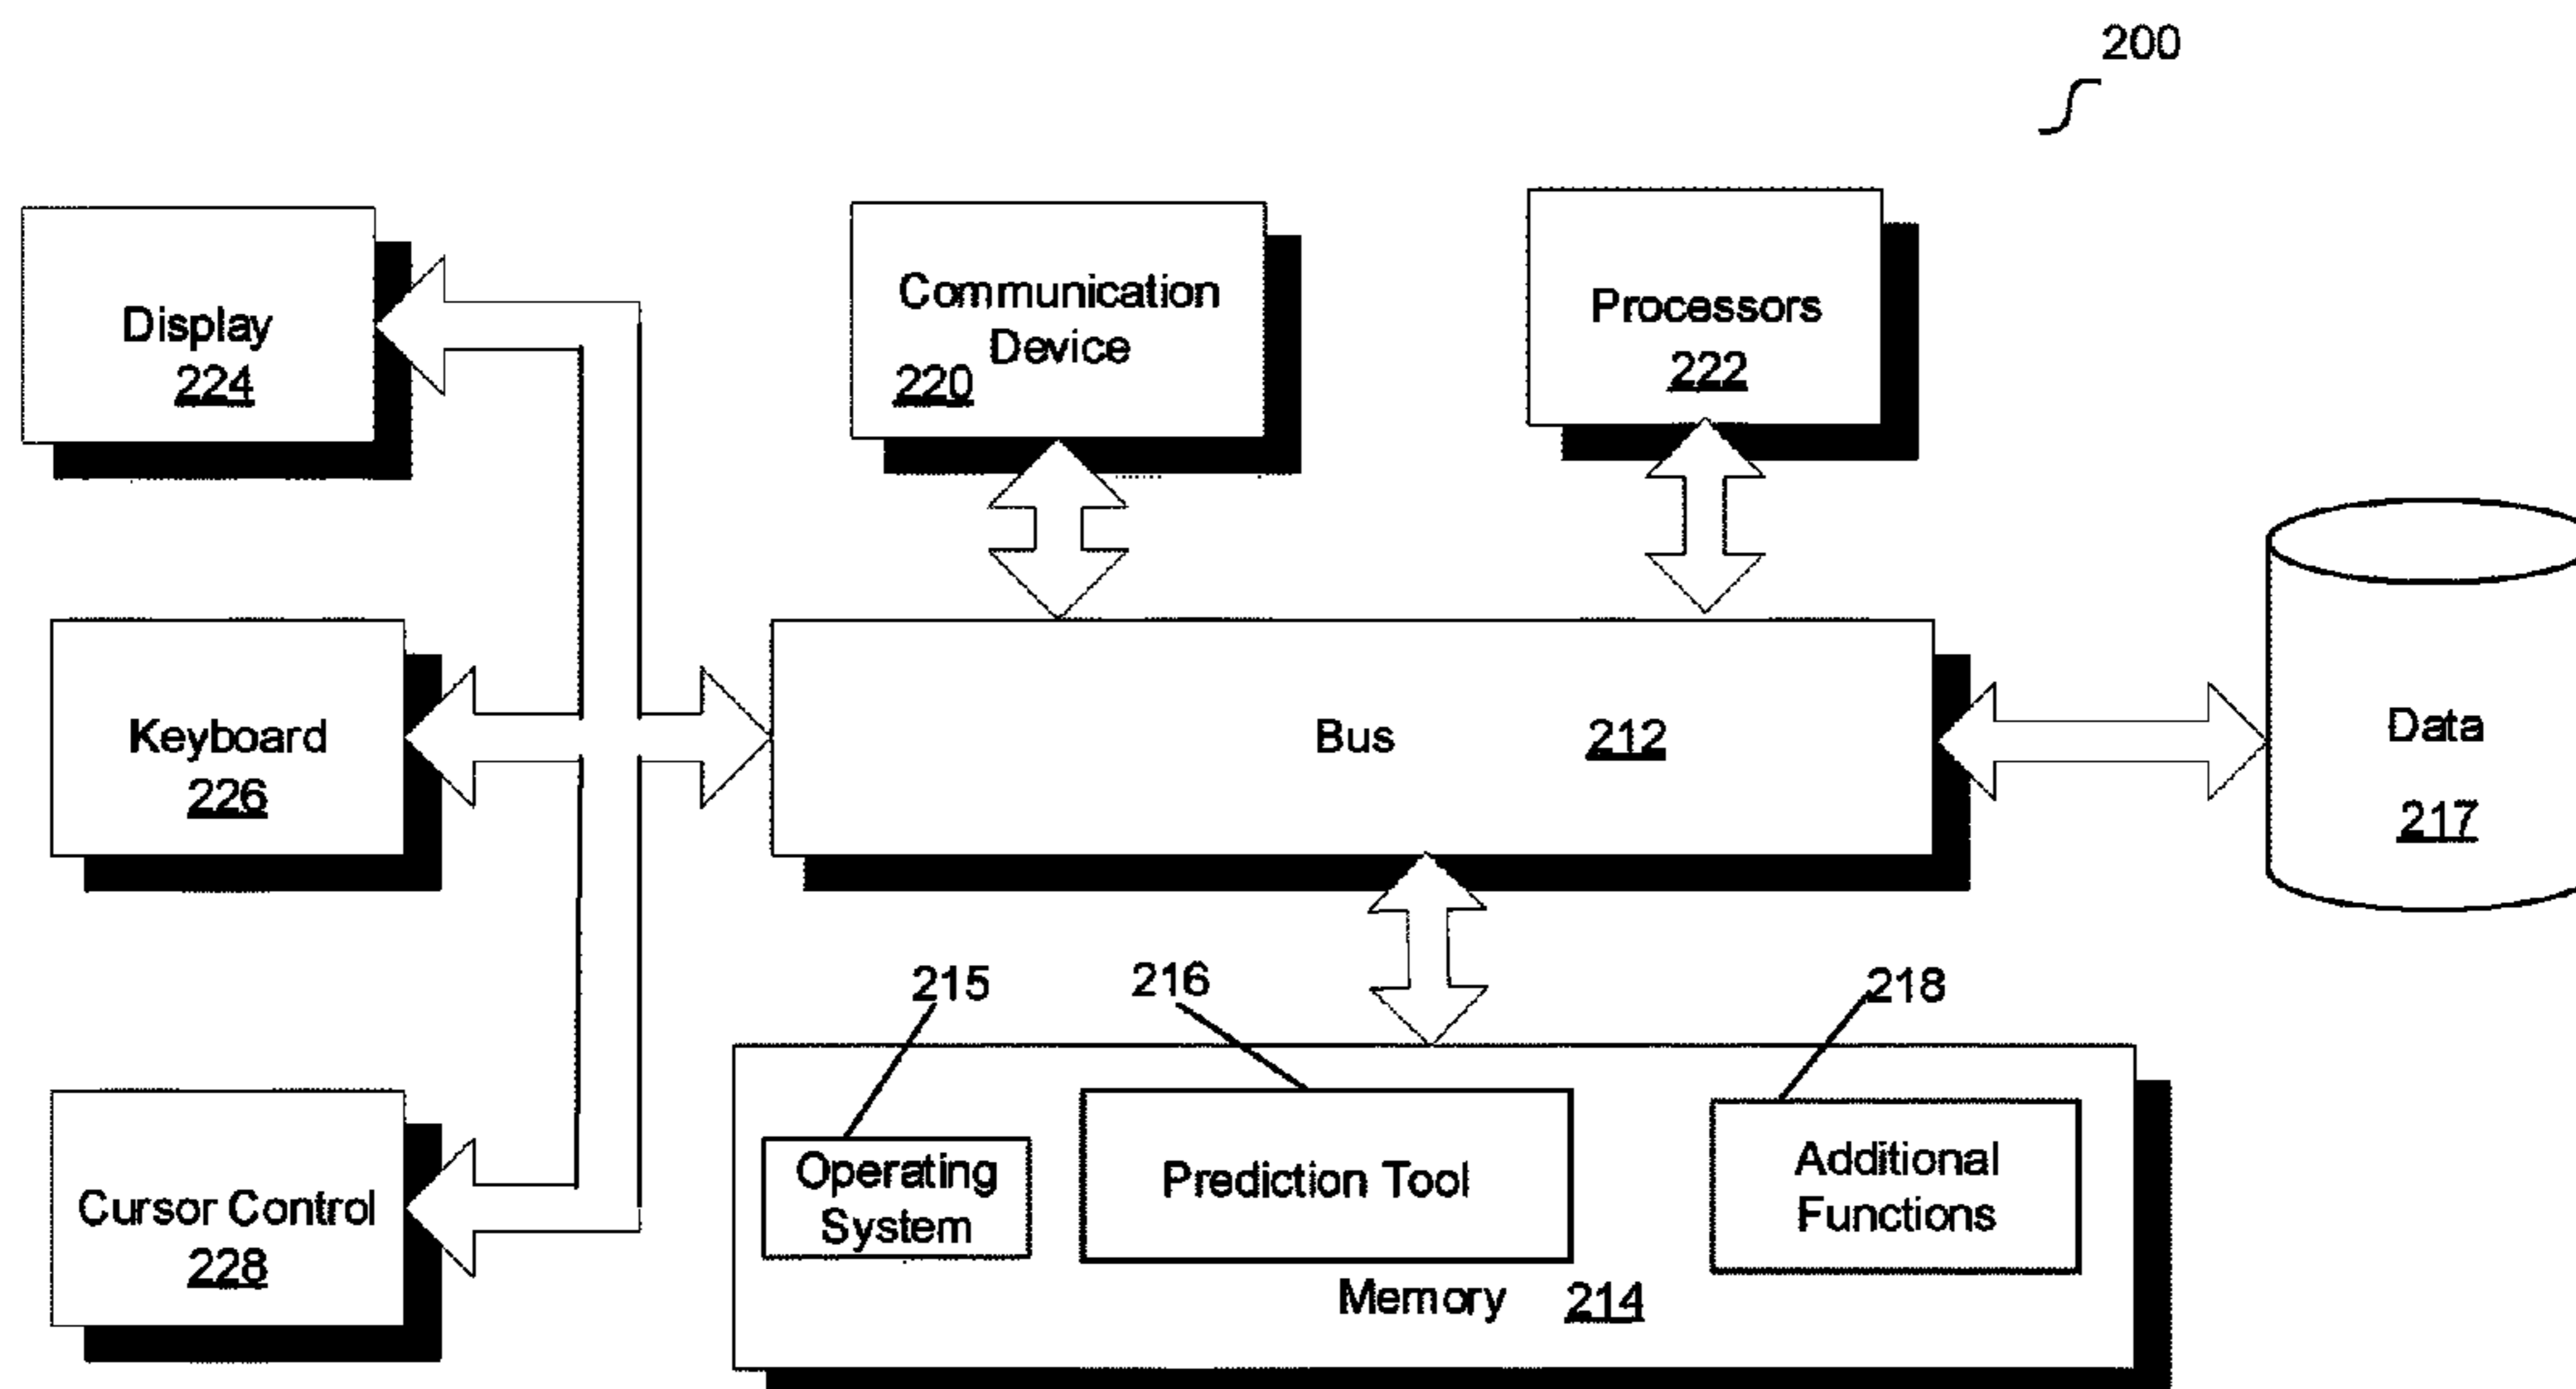 200
Display
224
Communication
Device
220
Processors
222
Keyboard
226
Bus 212
Data
217
Cursor Control
228
215
216
218
Operating
System
Prediction Tool
Additional
Functions
Memory 214